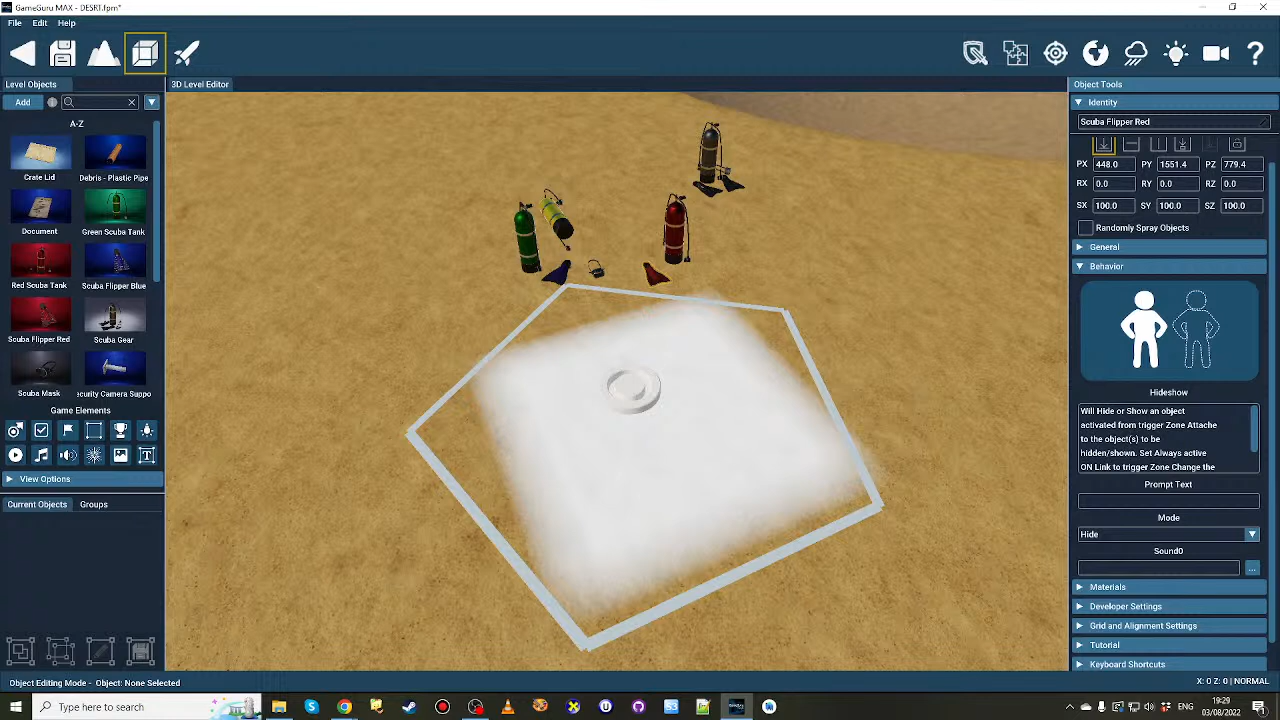 GameGuru MAX - DESRT.fpm*
File Edit Help
Level Objects
3D Level Editor
Object Tools
Add
Identity
A-Z
Scuba Flipper Red
Crate Lid
Debris - Plastic Pipe
PX 448.0 PY 1551.4 PZ 779.4
RX 0.0 RY 0.0 RZ 0.0
SX 100.0 SY 100.0 SZ 100.0
Document
Green Scuba Tank
Randomly Spray Objects
General
Behavior
Red Scuba Tank
Scuba Flipper Blue
Scuba Flipper Red
Scuba Gear
Scuba Mask
ecurity Camera Suppo
Hideshow
Game Elements
Will Hide or Show an object
activated from trigger Zone Attache
to the object(s) to be
hidden/shown. Set Always active
ON Link to trigger Zone Change the
View Options
Prompt Text
Current Objects Groups
Mode
Hide
Sound0
...
Materials
Developer Settings
Grid and Alignment Settings
Tutorial
Keyboard Shortcuts
Object Editing Mode - Object: None Selected
X: 0 Z: 0 | NORMAL
Type here to search
19:29
03/08/2022